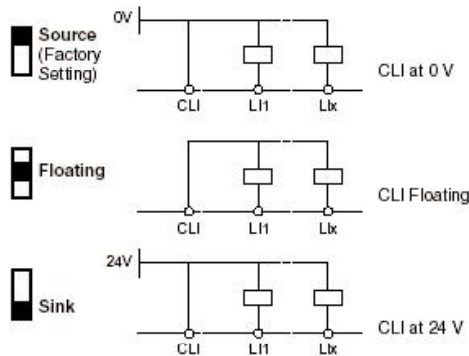 0V
Source
(Factory
Setting)
CLI at 0 V
CLI LI1 LIx
Floating
CLI Floating
CLI LI1 LIx
24V
Sink
CLI at 24 V
CLI LI1 LIx